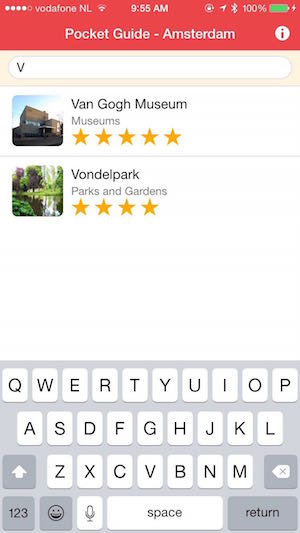 vodafone NL 9:55 AM 100%
Pocket Guide - Amsterdam i
V
Van Gogh Museum
Museums
Vondelpark
Parks and Gardens
Q W E R T Y U I O P
A S D F G H J K L
Z X C V B N M
123 space return